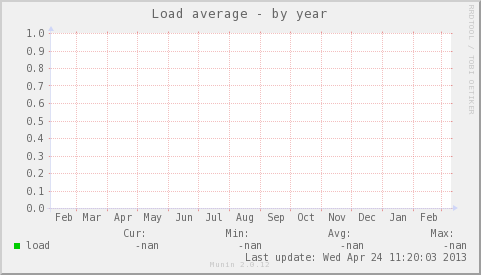 Load average - by year
RRDTOOL / TOBI OETIKER
1.0
0.9
0.8
0.7
0.6
0.5
0.4
0.3
0.2
0.1
0.0
Feb Mar Apr May Jun Jul Aug Sep Oct Nov Dec Jan Feb
Cur: Min: Avg: Max:
load -nan -nan -nan -nan
Last update: Wed Apr 24 11:20:03 2013
Munin 2.0.12